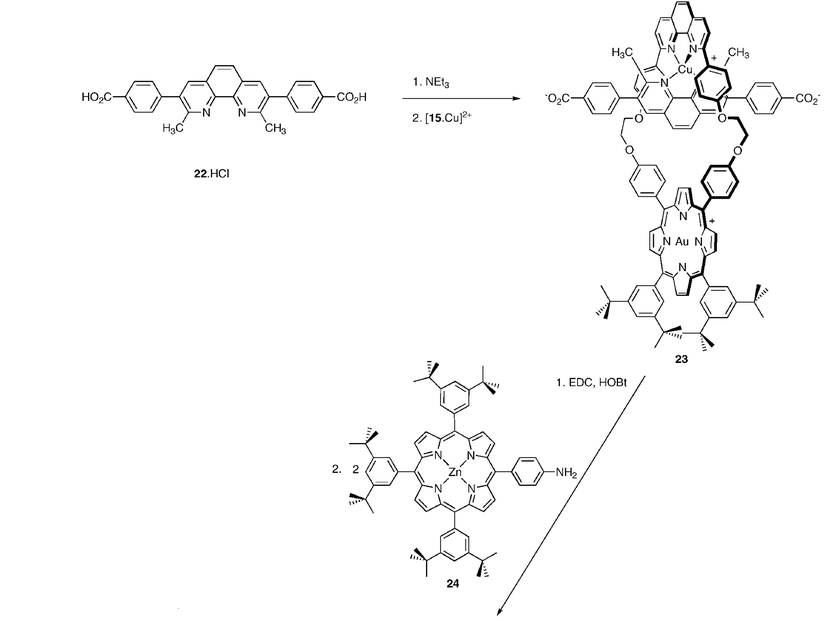 HO₂C
CO₂H
H₃C
N
N
CH₃
22.HCl
1. NEt₃
2. [15.Cu]²⁺
H₃C
N
N
+
CH₃
Cu
N
⁻O₂C
CO₂⁻
O
O
O
O
N
+
N
Au
N
N
23
1. EDC, HOBt
2. 2
N
N
Zn
N
N
NH₂
24